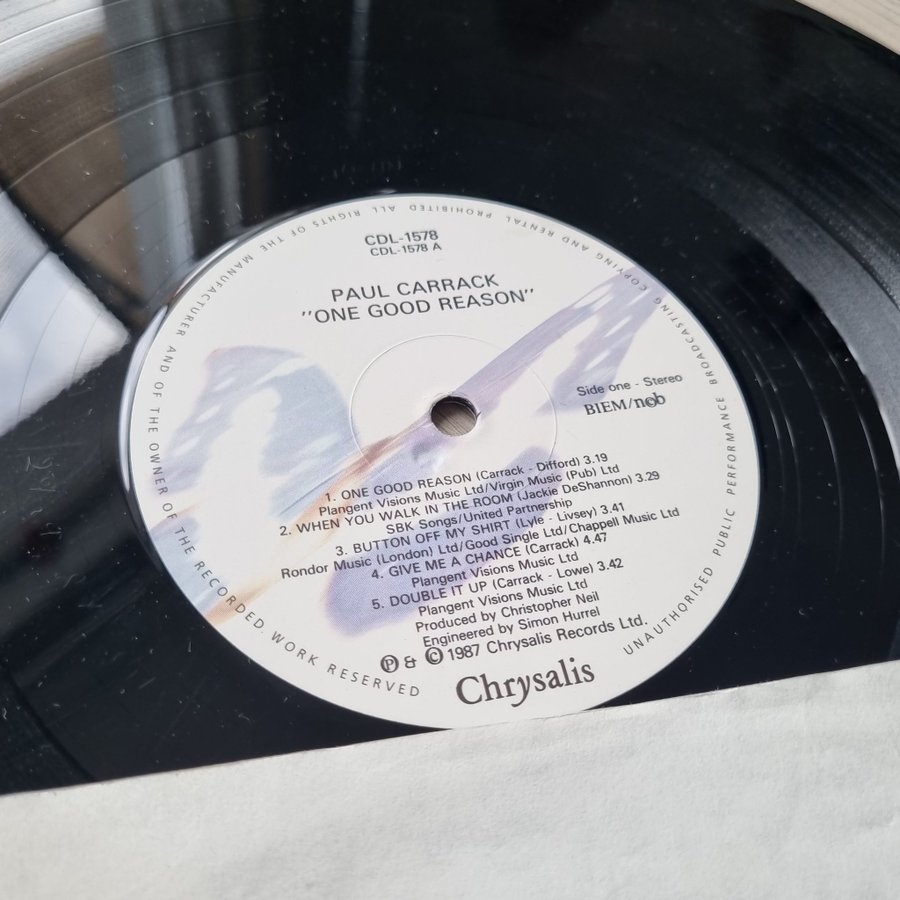 CDL-1578
CDL-1578 A
PAUL CARRACK
"ONE GOOD REASON"
Side one - Stereo
BIEM/ncb
1. ONE GOOD REASON (Carrack - Difford) 3.19
Plangent Visions Music Ltd/Virgin Music (Pub) Ltd
2. WHEN YOU WALK IN THE ROOM (Jackie DeShannon) 3.29
SBK Songs/United Partnership
3. BUTTON OFF MY SHIRT (Lyle - Livsey) 3.41
Rondor Music (London) Ltd/Good Single Ltd/Chappell Music Ltd
4. GIVE ME A CHANCE (Carrack) 4.47
Plangent Visions Music Ltd
5. DOUBLE IT UP (Carrack - Lowe) 3.42
Plangent Visions Music Ltd
Produced by Christopher Neil
Engineered by Simon Hurrel
℗ & © 1987 Chrysalis Records Ltd.
Chrysalis
UNAUTHORISED PUBLIC PERFORMANCE BROADCASTING COPYING AND RENTAL PROHIBITED ALL RIGHTS OF THE MANUFACTURER AND OF THE OWNER OF THE RECORDED. WORK RESERVED